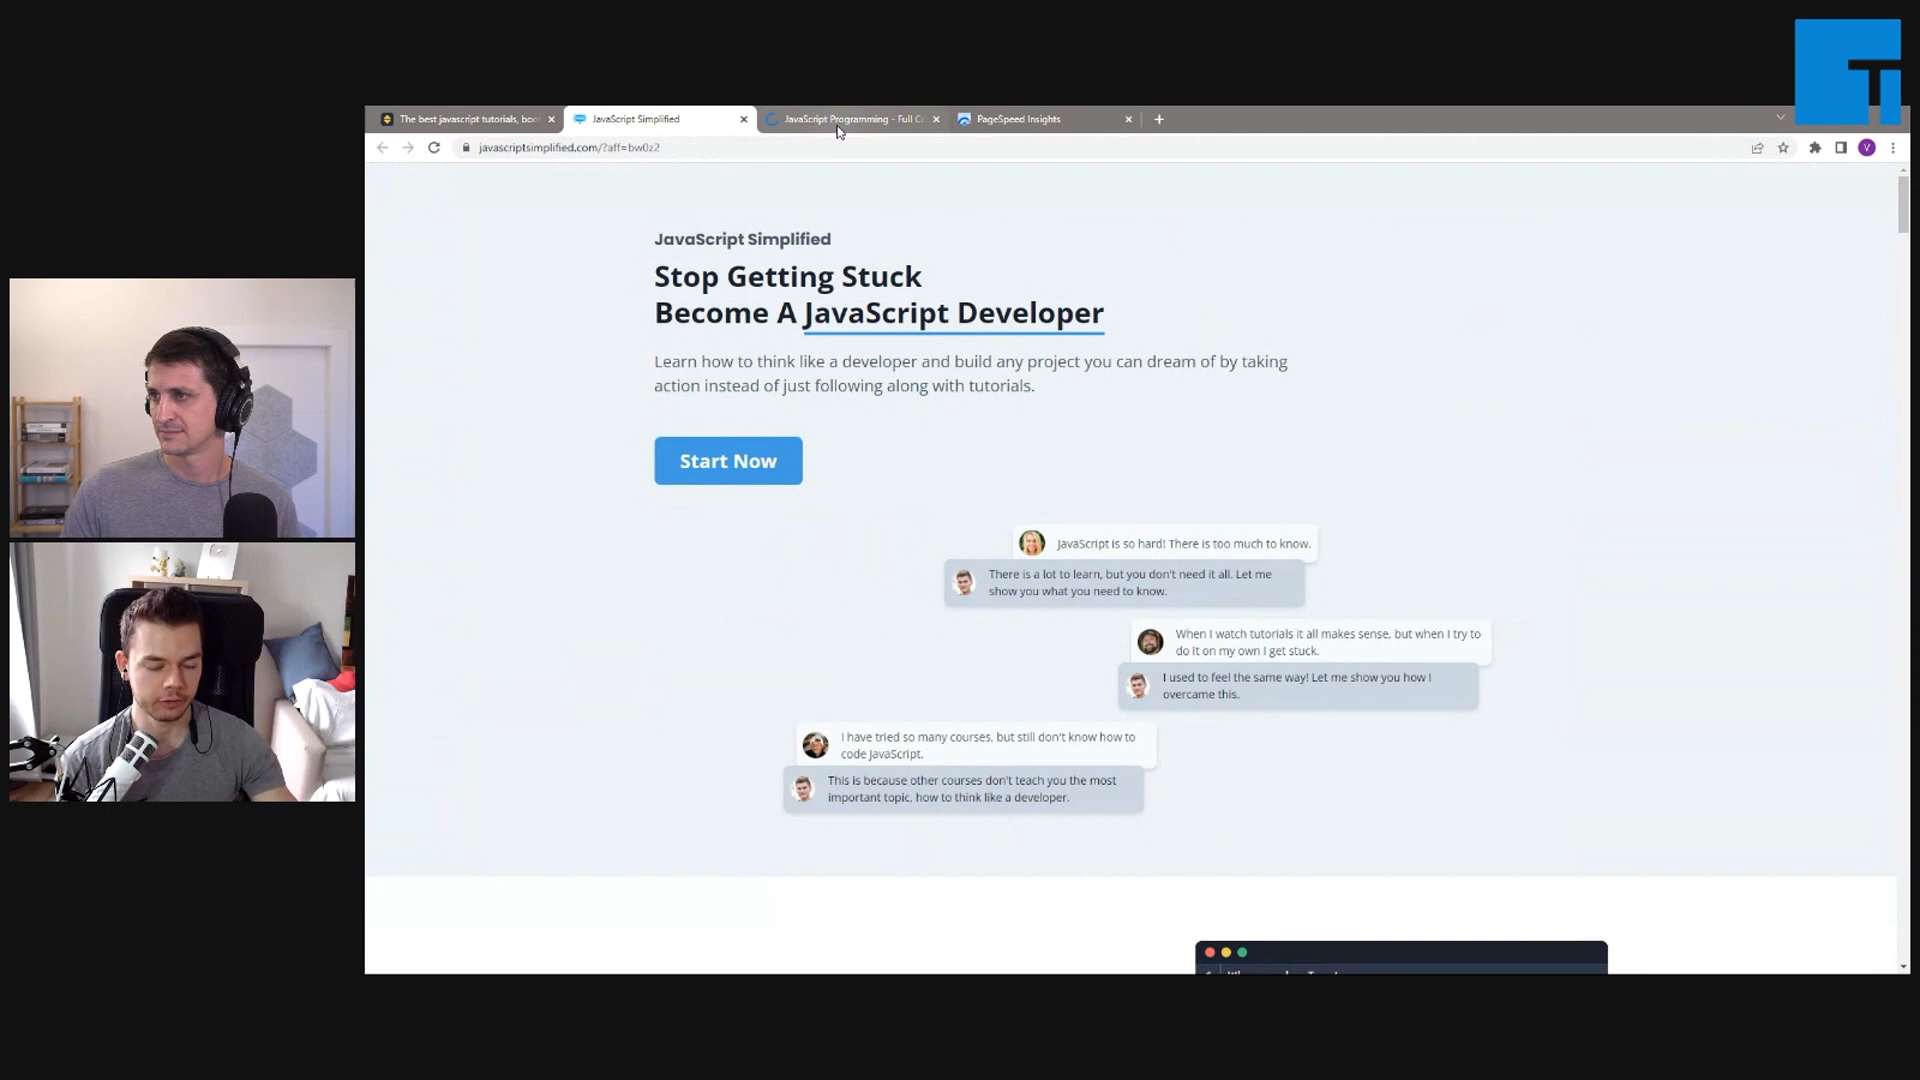 The best javascript tutorials, boo
JavaScript Simplified
JavaScript Programming - Full C
PageSpeed Insights
javascriptsimplified.com/?aff=bw0z2
V
JavaScript Simplified
Stop Getting Stuck
Become A JavaScript Developer
Learn how to think like a developer and build any project you can dream of by taking
action instead of just following along with tutorials.
Start Now
JavaScript is so hard! There is too much to know.
There is a lot to learn, but you don't need it all. Let me
show you what you need to know.
When I watch tutorials it all makes sense, but when I try to
do it on my own I get stuck.
I used to feel the same way! Let me show you how I
overcame this.
I have tried so many courses, but still don't know how to
code JavaScript.
This is because other courses don't teach you the most
important topic, how to think like a developer.